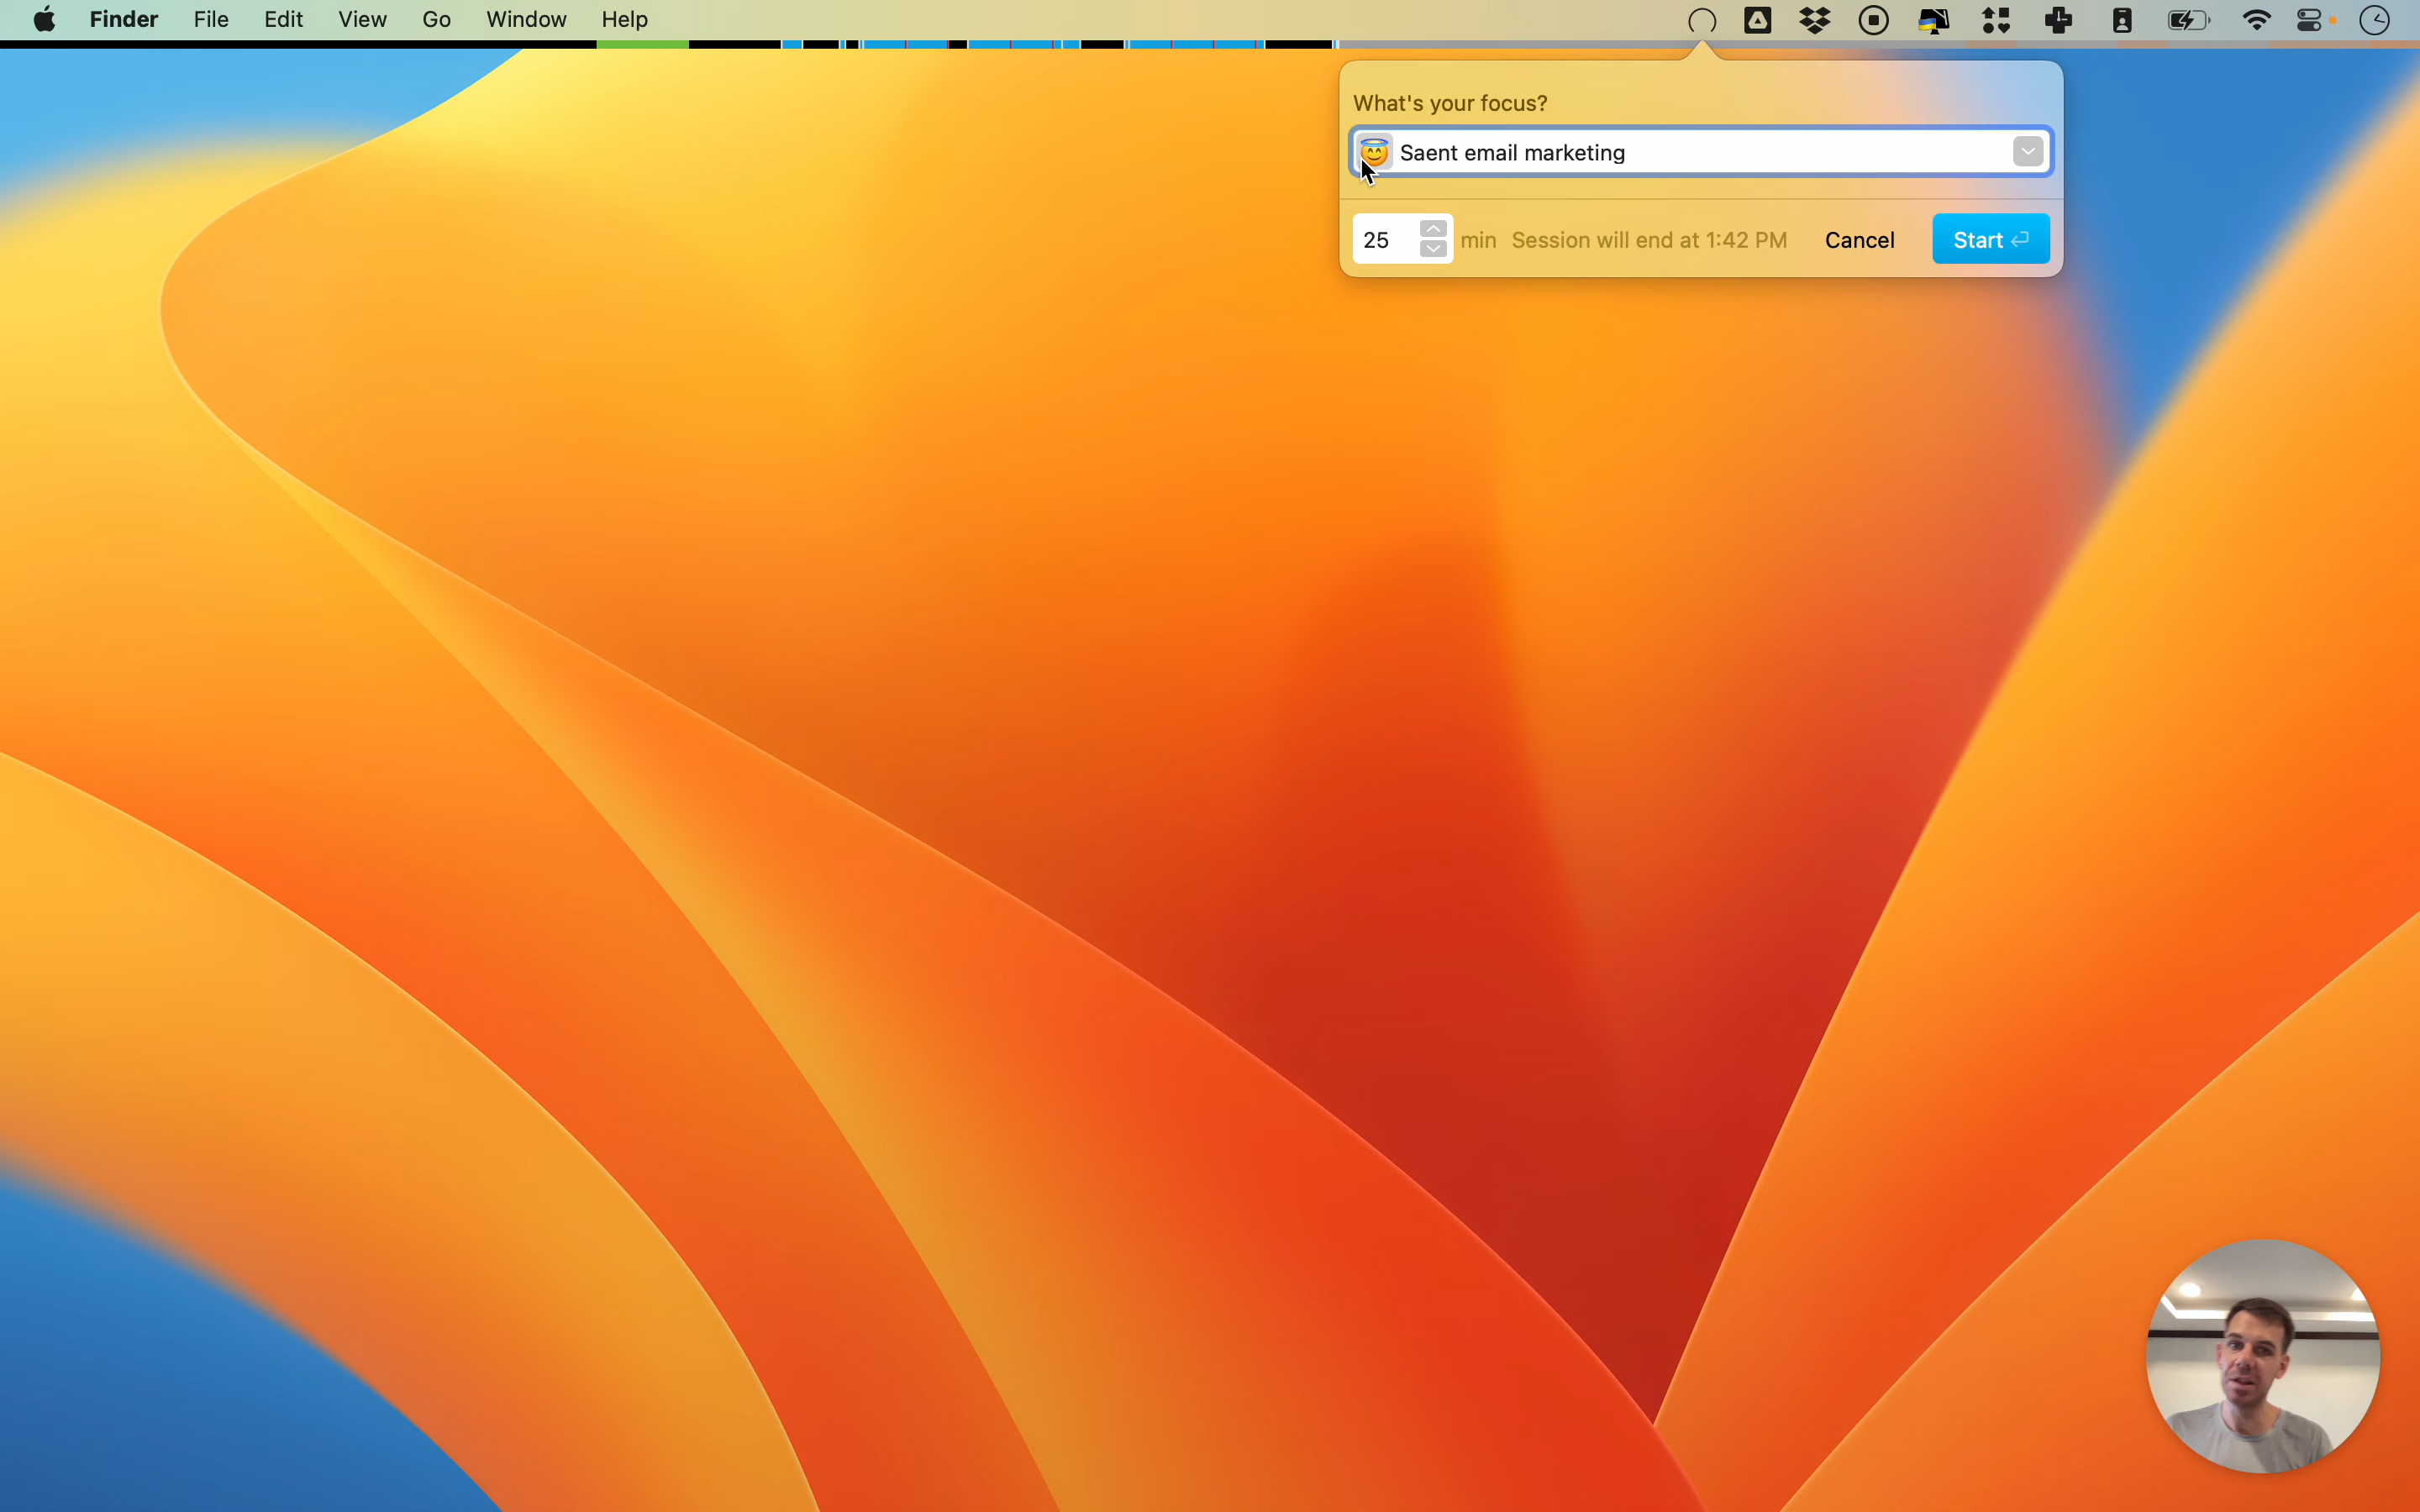 Finder File Edit View Go Window Help
What's your focus?
Saent email marketing
25 min Session will end at 1:42 PM Cancel Start